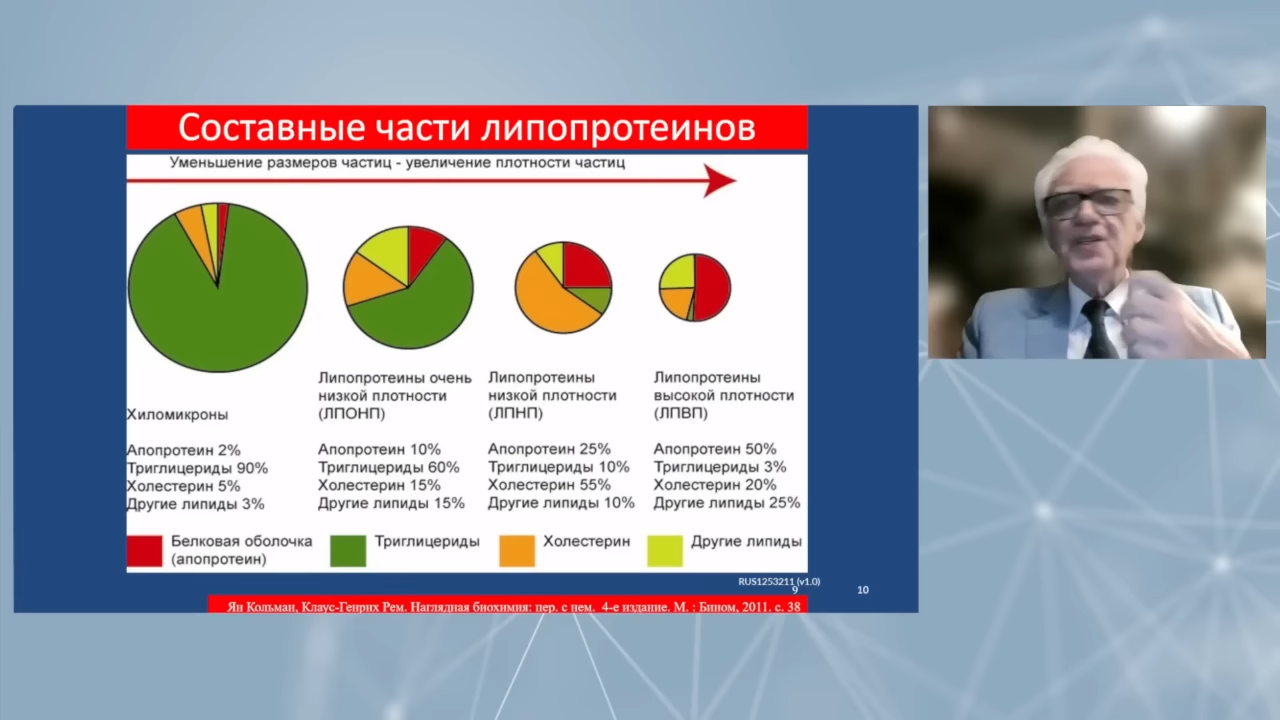 Составные части липопротеинов
Уменьшение размеров частиц - увеличение плотности частиц
Хиломикроны
Апопротеин 2%
Триглицериды 90%
Холестерин 5%
Другие липиды 3%
Липопротеины очень
низкой плотности
(ЛПОНП)
Апопротеин 10%
Триглицериды 60%
Холестерин 15%
Другие липиды 15%
Липопротеины
низкой плотности
(ЛПНП)
Апопротеин 25%
Триглицериды 10%
Холестерин 55%
Другие липиды 10%
Липопротеины
высокой плотности
(ЛПВП)
Апопротеин 50%
Триглицериды 3%
Холестерин 20%
Другие липиды 25%
Белковая оболочка
(апопротеин)
Триглицериды
Холестерин
Другие липиды
RUS1253211 (v1.0)
9
10
Ян Кольман, Клаус-Генрих Рем. Наглядная биохимия: пер. с нем. 4-е издание. М. : Бином, 2011. с. 38